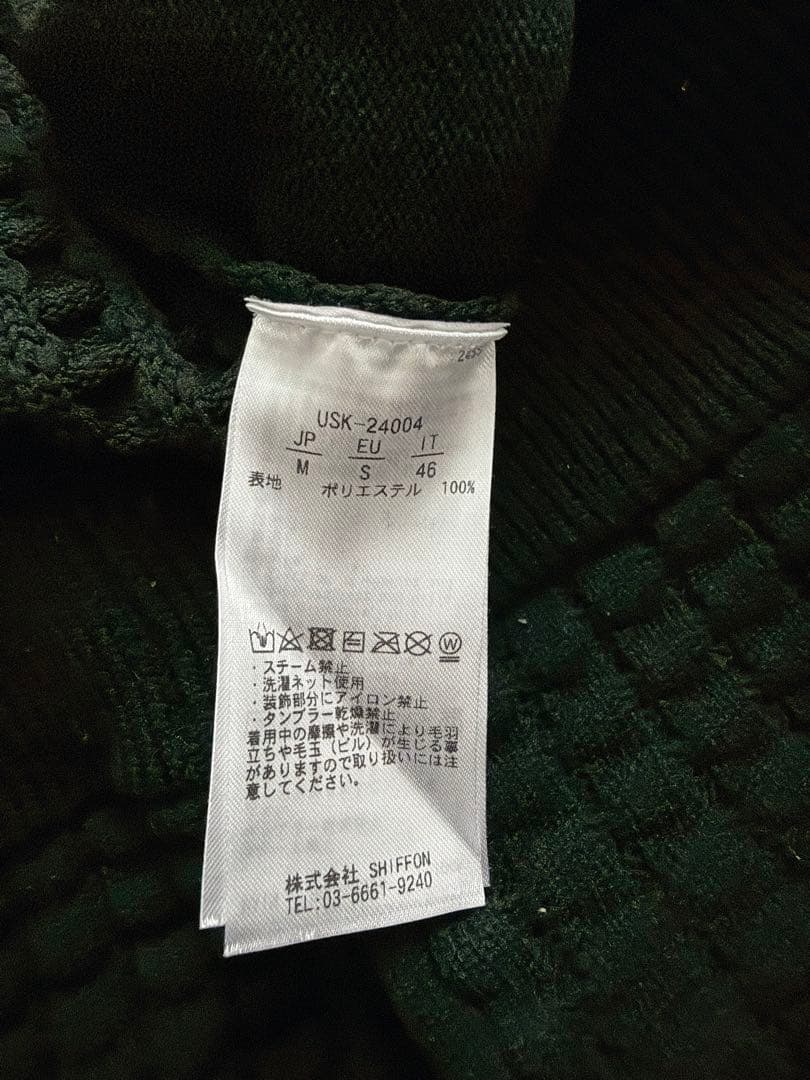 USK-24004
JP EU IT
M S 46
表地 ポリエステル 100%
W
・スチーム禁止
・洗濯ネット使用
・装飾部分にアイロン禁止
・タンブラー乾燥禁止
着用中の摩擦や洗濯により毛羽
立ちや毛玉（ピル）が生じる事
がありますので取り扱いには注
意してください。
株式会社 SHIFFON
TEL:03-6661-9240